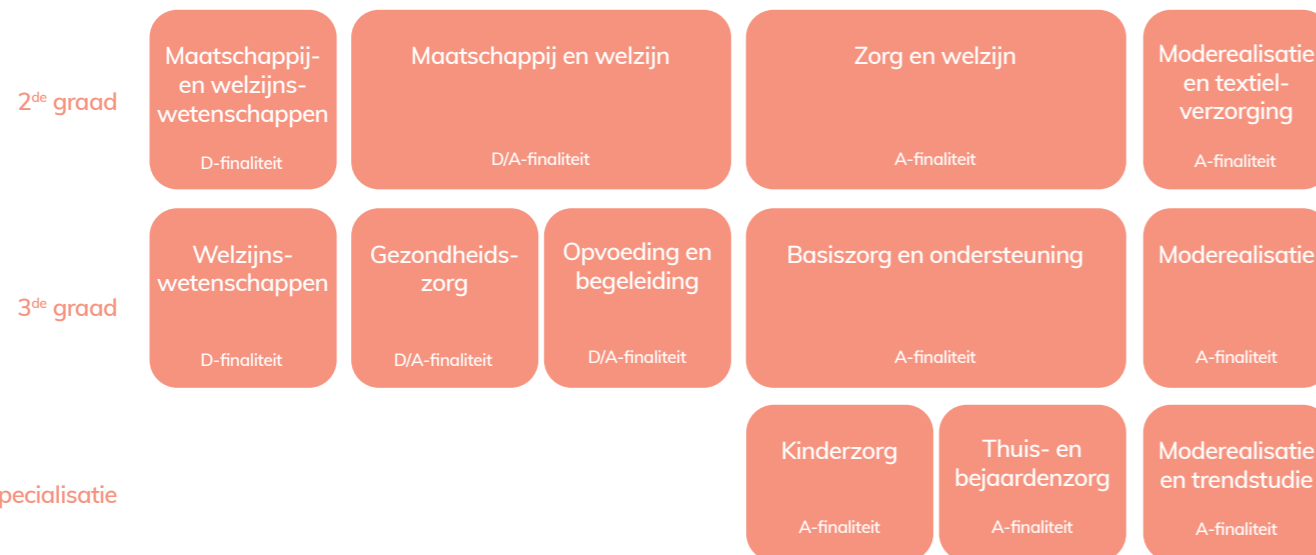 2de graad
Maatschappij-
en welzijns-
wetenschappen
D-finaliteit
Maatschappij en welzijn
D/A-finaliteit
Zorg en welzijn
A-finaliteit
Moderealisatie
en textiel-
verzorging
A-finaliteit
3de graad
Welzijns-
wetenschappen
D-finaliteit
Gezondheids-
zorg
D/A-finaliteit
Opvoeding en
begeleiding
D/A-finaliteit
Basiszorg en ondersteuning
A-finaliteit
Moderealisatie
A-finaliteit
pecialisatie
Kinderzorg
A-finaliteit
Thuis- en
bejaardenzorg
A-finaliteit
Moderealisatie
en trendstudie
A-finaliteit